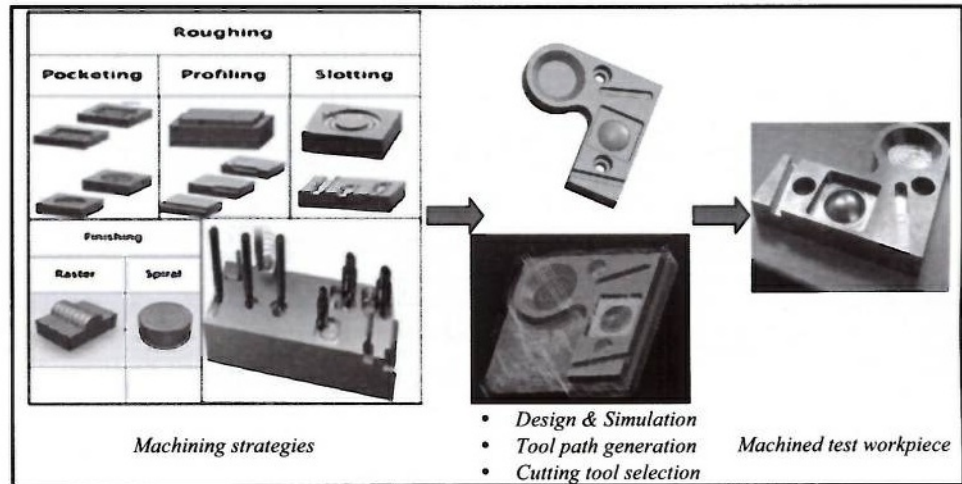 Roughing
Pocketing Profiling Slotting
Finishing
Raster Spiral
Machining strategies
• Design & Simulation
• Tool path generation
• Cutting tool selection
Machined test workpiece